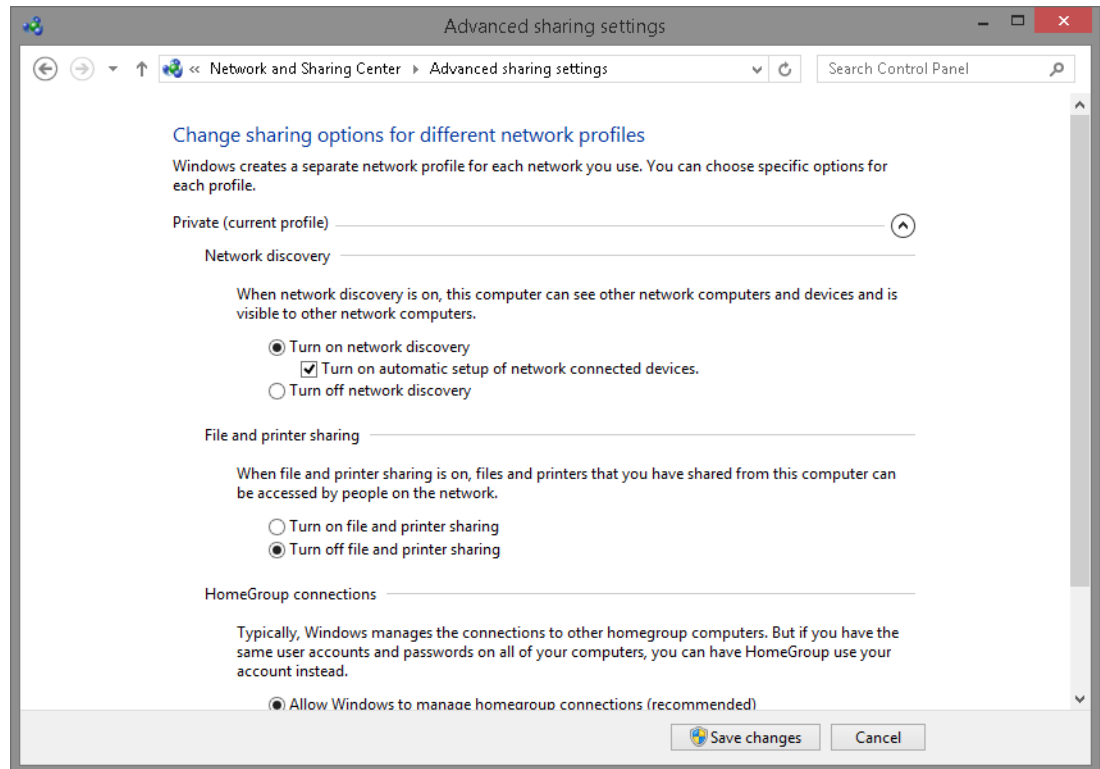 Advanced sharing settings
« Network and Sharing Center Advanced sharing settings
Search Control Panel
Change sharing options for different network profiles
Windows creates a separate network profile for each network you use. You can choose specific options for
each profile.
Private (current profile)
Network discovery
When network discovery is on, this computer can see other network computers and devices and is
visible to other network computers.
Turn on network discovery
Turn on automatic setup of network connected devices.
Turn off network discovery
File and printer sharing
When file and printer sharing is on, files and printers that you have shared from this computer can
be accessed by people on the network.
Turn on file and printer sharing
Turn off file and printer sharing
HomeGroup connections
Typically, Windows manages the connections to other homegroup computers. But if you have the
same user accounts and passwords on all of your computers, you can have HomeGroup use your
account instead.
Allow Windows to manage homegroup connections (recommended)
Save changes
Cancel